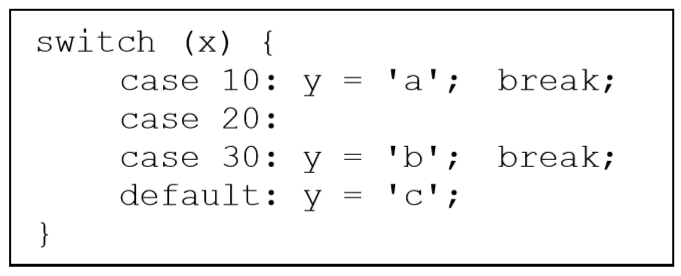 switch (x) {
    case 10: y = 'a';  break;
    case 20:
    case 30: y = 'b';  break;
    default: y = 'c';
}